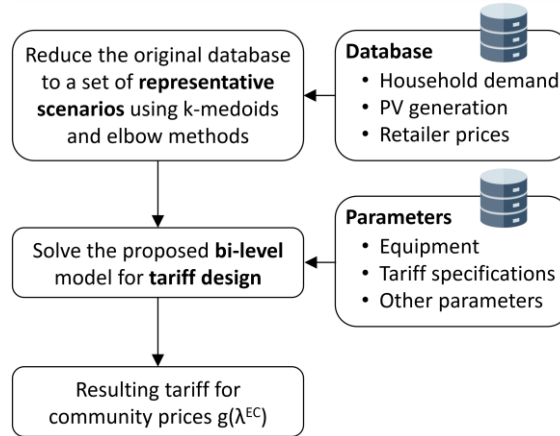 Reduce the original database
to a set of representative
scenarios using k-medoids
and elbow methods
Database
• Household demand
• PV generation
• Retailer prices
Solve the proposed bi-level
model for tariff design
Parameters
• Equipment
• Tariff specifications
• Other parameters
Resulting tariff for
community prices g(λᴱᶜ)